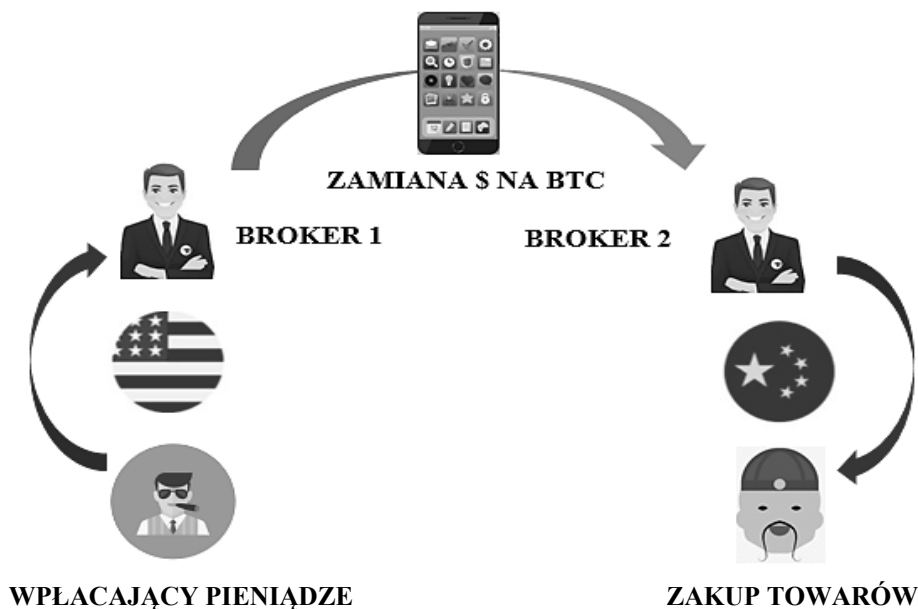 ZAMIANA $ NA BTC
BROKER 1
BROKER 2
WPŁACAJĄCY PIENIĄDZE
ZAKUP TOWARÓW